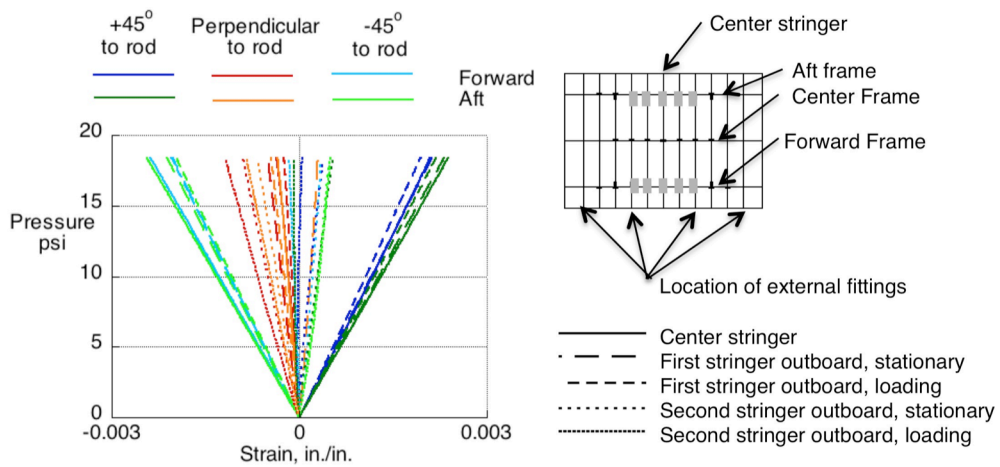 +45° to rod
Perpendicular to rod
-45° to rod
Forward
Aft
20
15
10
5
0
Pressure
psi
-0.003
0
0.003
Strain, in./in.
Center stringer
Aft frame
Center Frame
Forward Frame
Location of external fittings
Center stringer
First stringer outboard, stationary
First stringer outboard, loading
Second stringer outboard, stationary
Second stringer outboard, loading